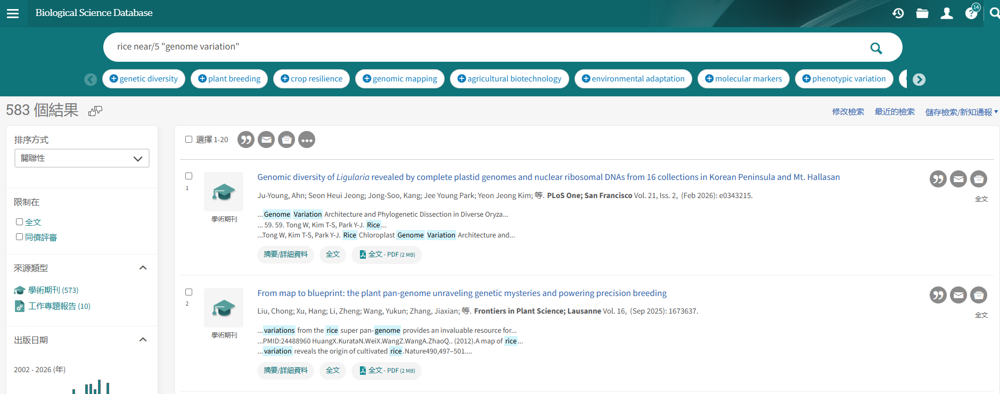 Biological Science Database
14
rice near/5 "genome variation"
genetic diversity
plant breeding
crop resilience
genomic mapping
agricultural biotechnology
environmental adaptation
molecular markers
phenotypic variation
583 個結果
修改檢索 最近的檢索 儲存檢索/新知通報
排序方式
關聯性
限制在
全文
同儕評審
來源類型
學術期刊 (573)
工作專題報告 (10)
出版日期
2002 - 2026 (年)
選擇 1-20
1
學術期刊
Genomic diversity of Ligularia revealed by complete plastid genomes and nuclear ribosomal DNAs from 16 collections in Korean Peninsula and Mt. Hallasan
Ju-Young, Ahn; Seon Heui Jeong; Jong-Soo, Kang; Jee Young Park; Yeon Jeong Kim; 等. PLoS One; San Francisco Vol. 21, Iss. 2, (Feb 2026): e0343215.
...Genome Variation Architecture and Phylogenetic Dissection in Diverse Oryza...
... 59. 59. Tong W, Kim T-S, Park Y-J. Rice...
...Tong W, Kim T-S, Park Y-J. Rice Chloroplast Genome Variation Architecture and...
摘要/詳細資料 全文 全文 - PDF (2 MB)
全文
2
學術期刊
From map to blueprint: the plant pan-genome unraveling genetic mysteries and powering precision breeding
Liu, Chong; Xu, Hang; Li, Zheng; Wang, Yukun; Zhang, Jiaxian; 等. Frontiers in Plant Science; Lausanne Vol. 16, (Sep 2025): 1673637.
...variations from the rice super pan-genome provides an invaluable resource for...
...PMID:24488960 HuangX.KurataN.WeiX.WangZ.WangA.ZhaoQ.. (2012).A map of rice...
...variation reveals the origin of cultivated rice.Nature490,497–501....
摘要/詳細資料 全文 全文 - PDF (2 MB)
全文